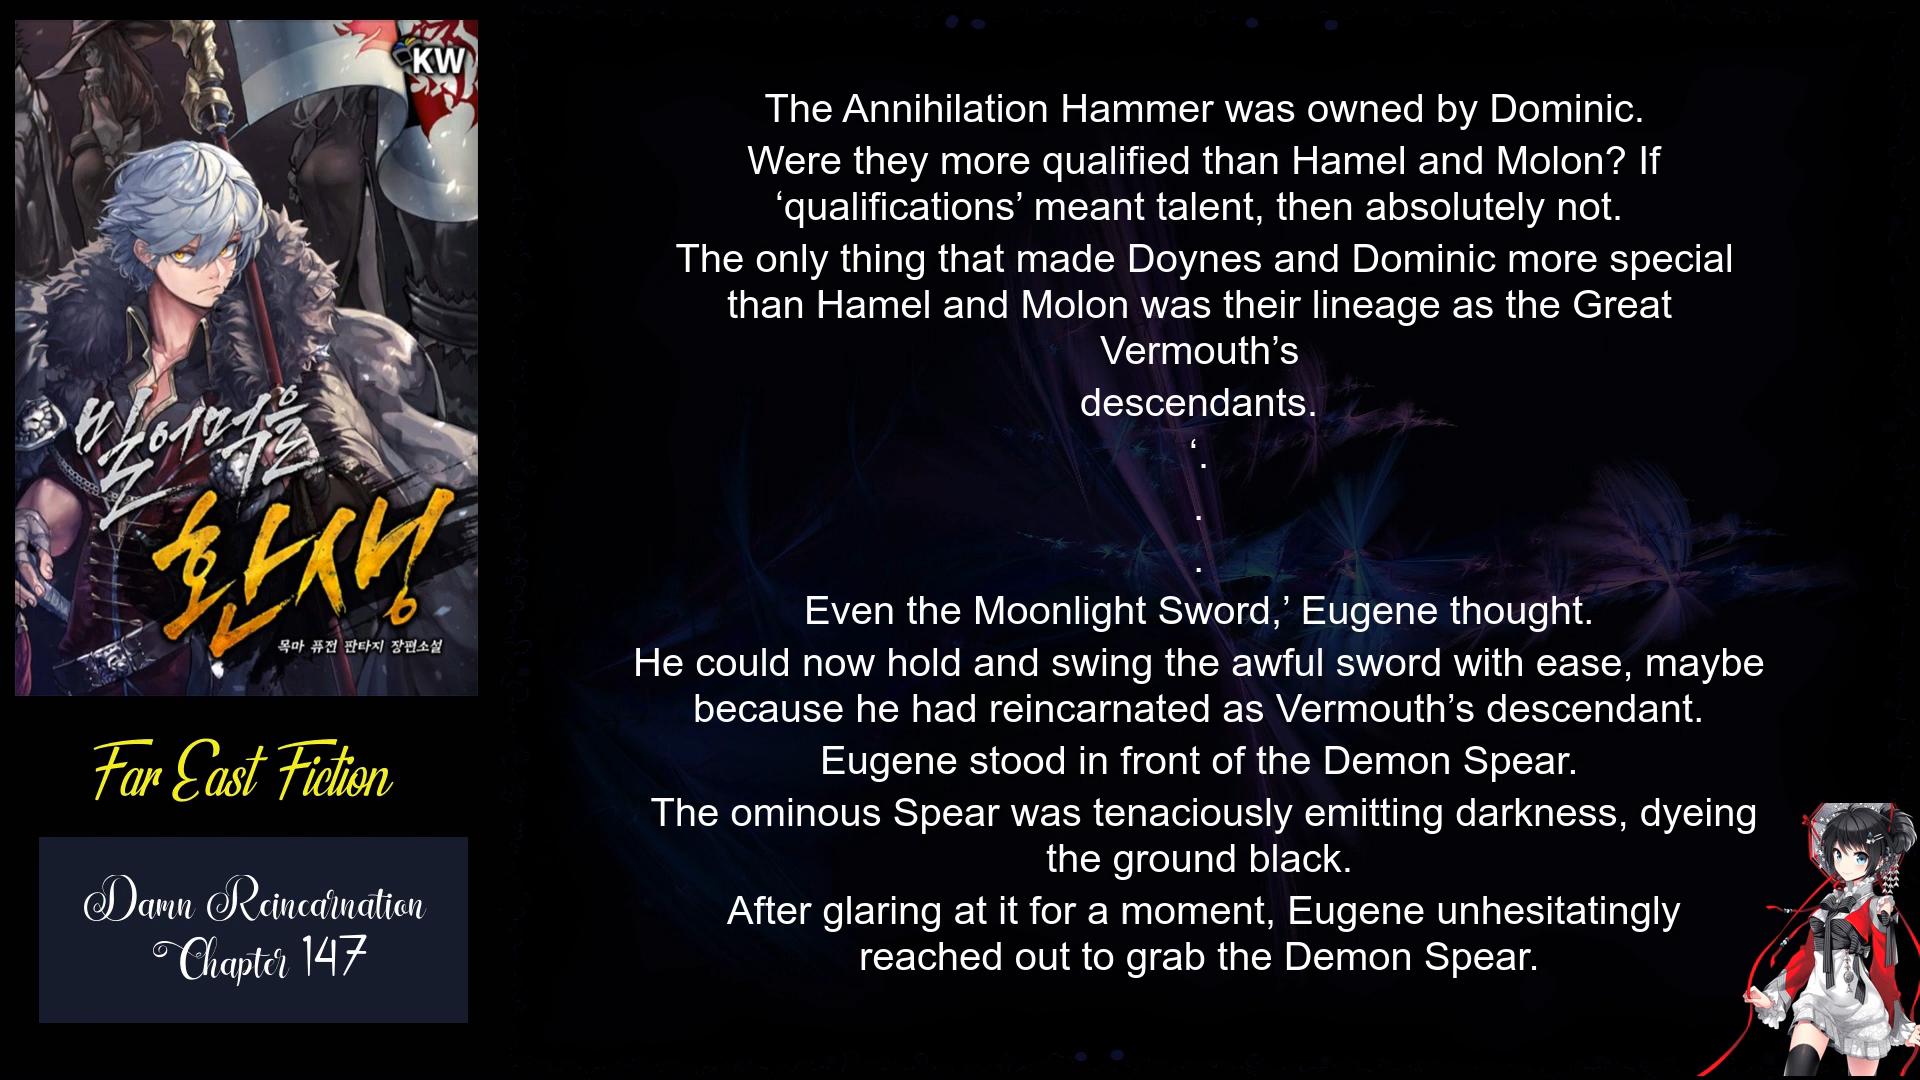 KW
빌어먹을
환생
목마 퓨전 판타지 장편소설
Far East Fiction
Damn Reincarnation
Chapter 147
The Annihilation Hammer was owned by Dominic.
Were they more qualified than Hamel and Molon? If
‘qualifications’ meant talent, then absolutely not.
The only thing that made Doynes and Dominic more special
than Hamel and Molon was their lineage as the Great
Vermouth’s
descendants.
‘.
.
.
Even the Moonlight Sword,’ Eugene thought.
He could now hold and swing the awful sword with ease, maybe
because he had reincarnated as Vermouth’s descendant.
Eugene stood in front of the Demon Spear.
The ominous Spear was tenaciously emitting darkness, dyeing
the ground black.
After glaring at it for a moment, Eugene unhesitatingly
reached out to grab the Demon Spear.